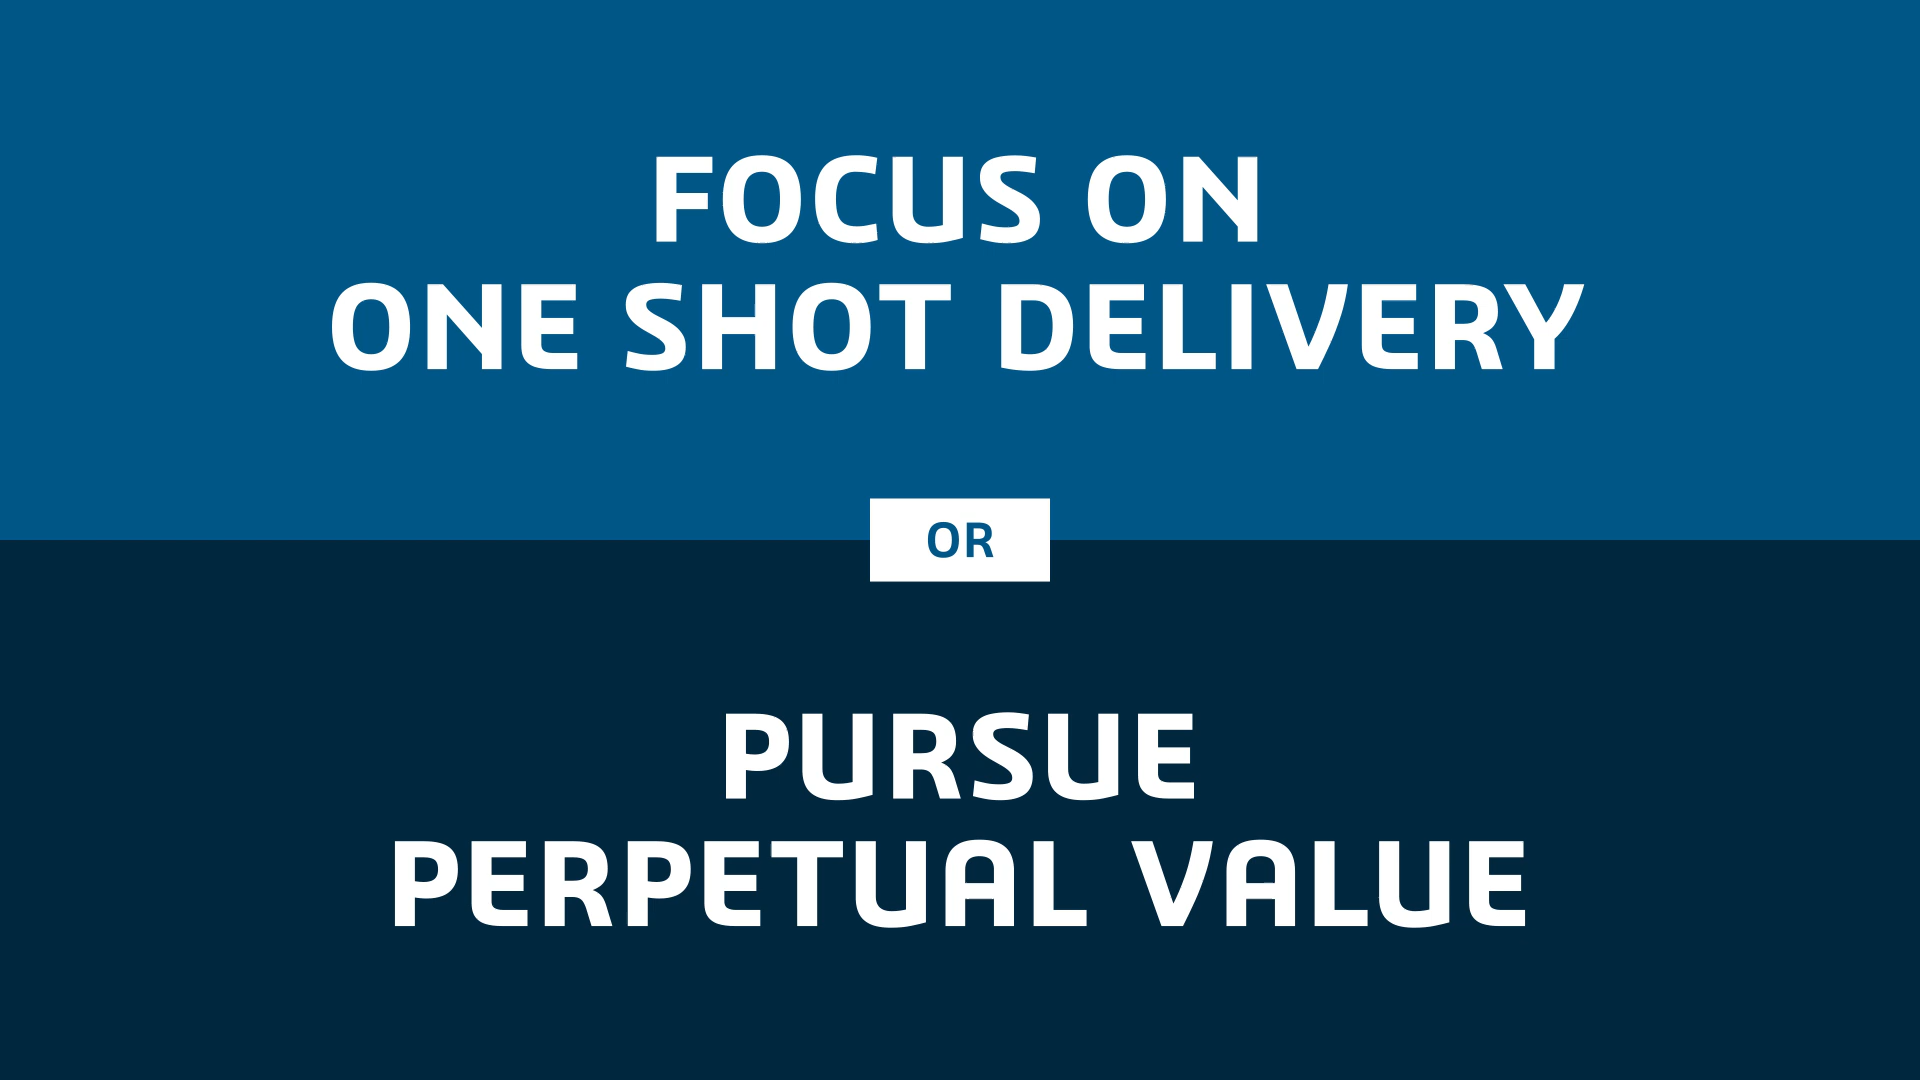 FOCUS ON
ONE SHOT DELIVERY
OR
PURSUE
PERPETUAL VALUE